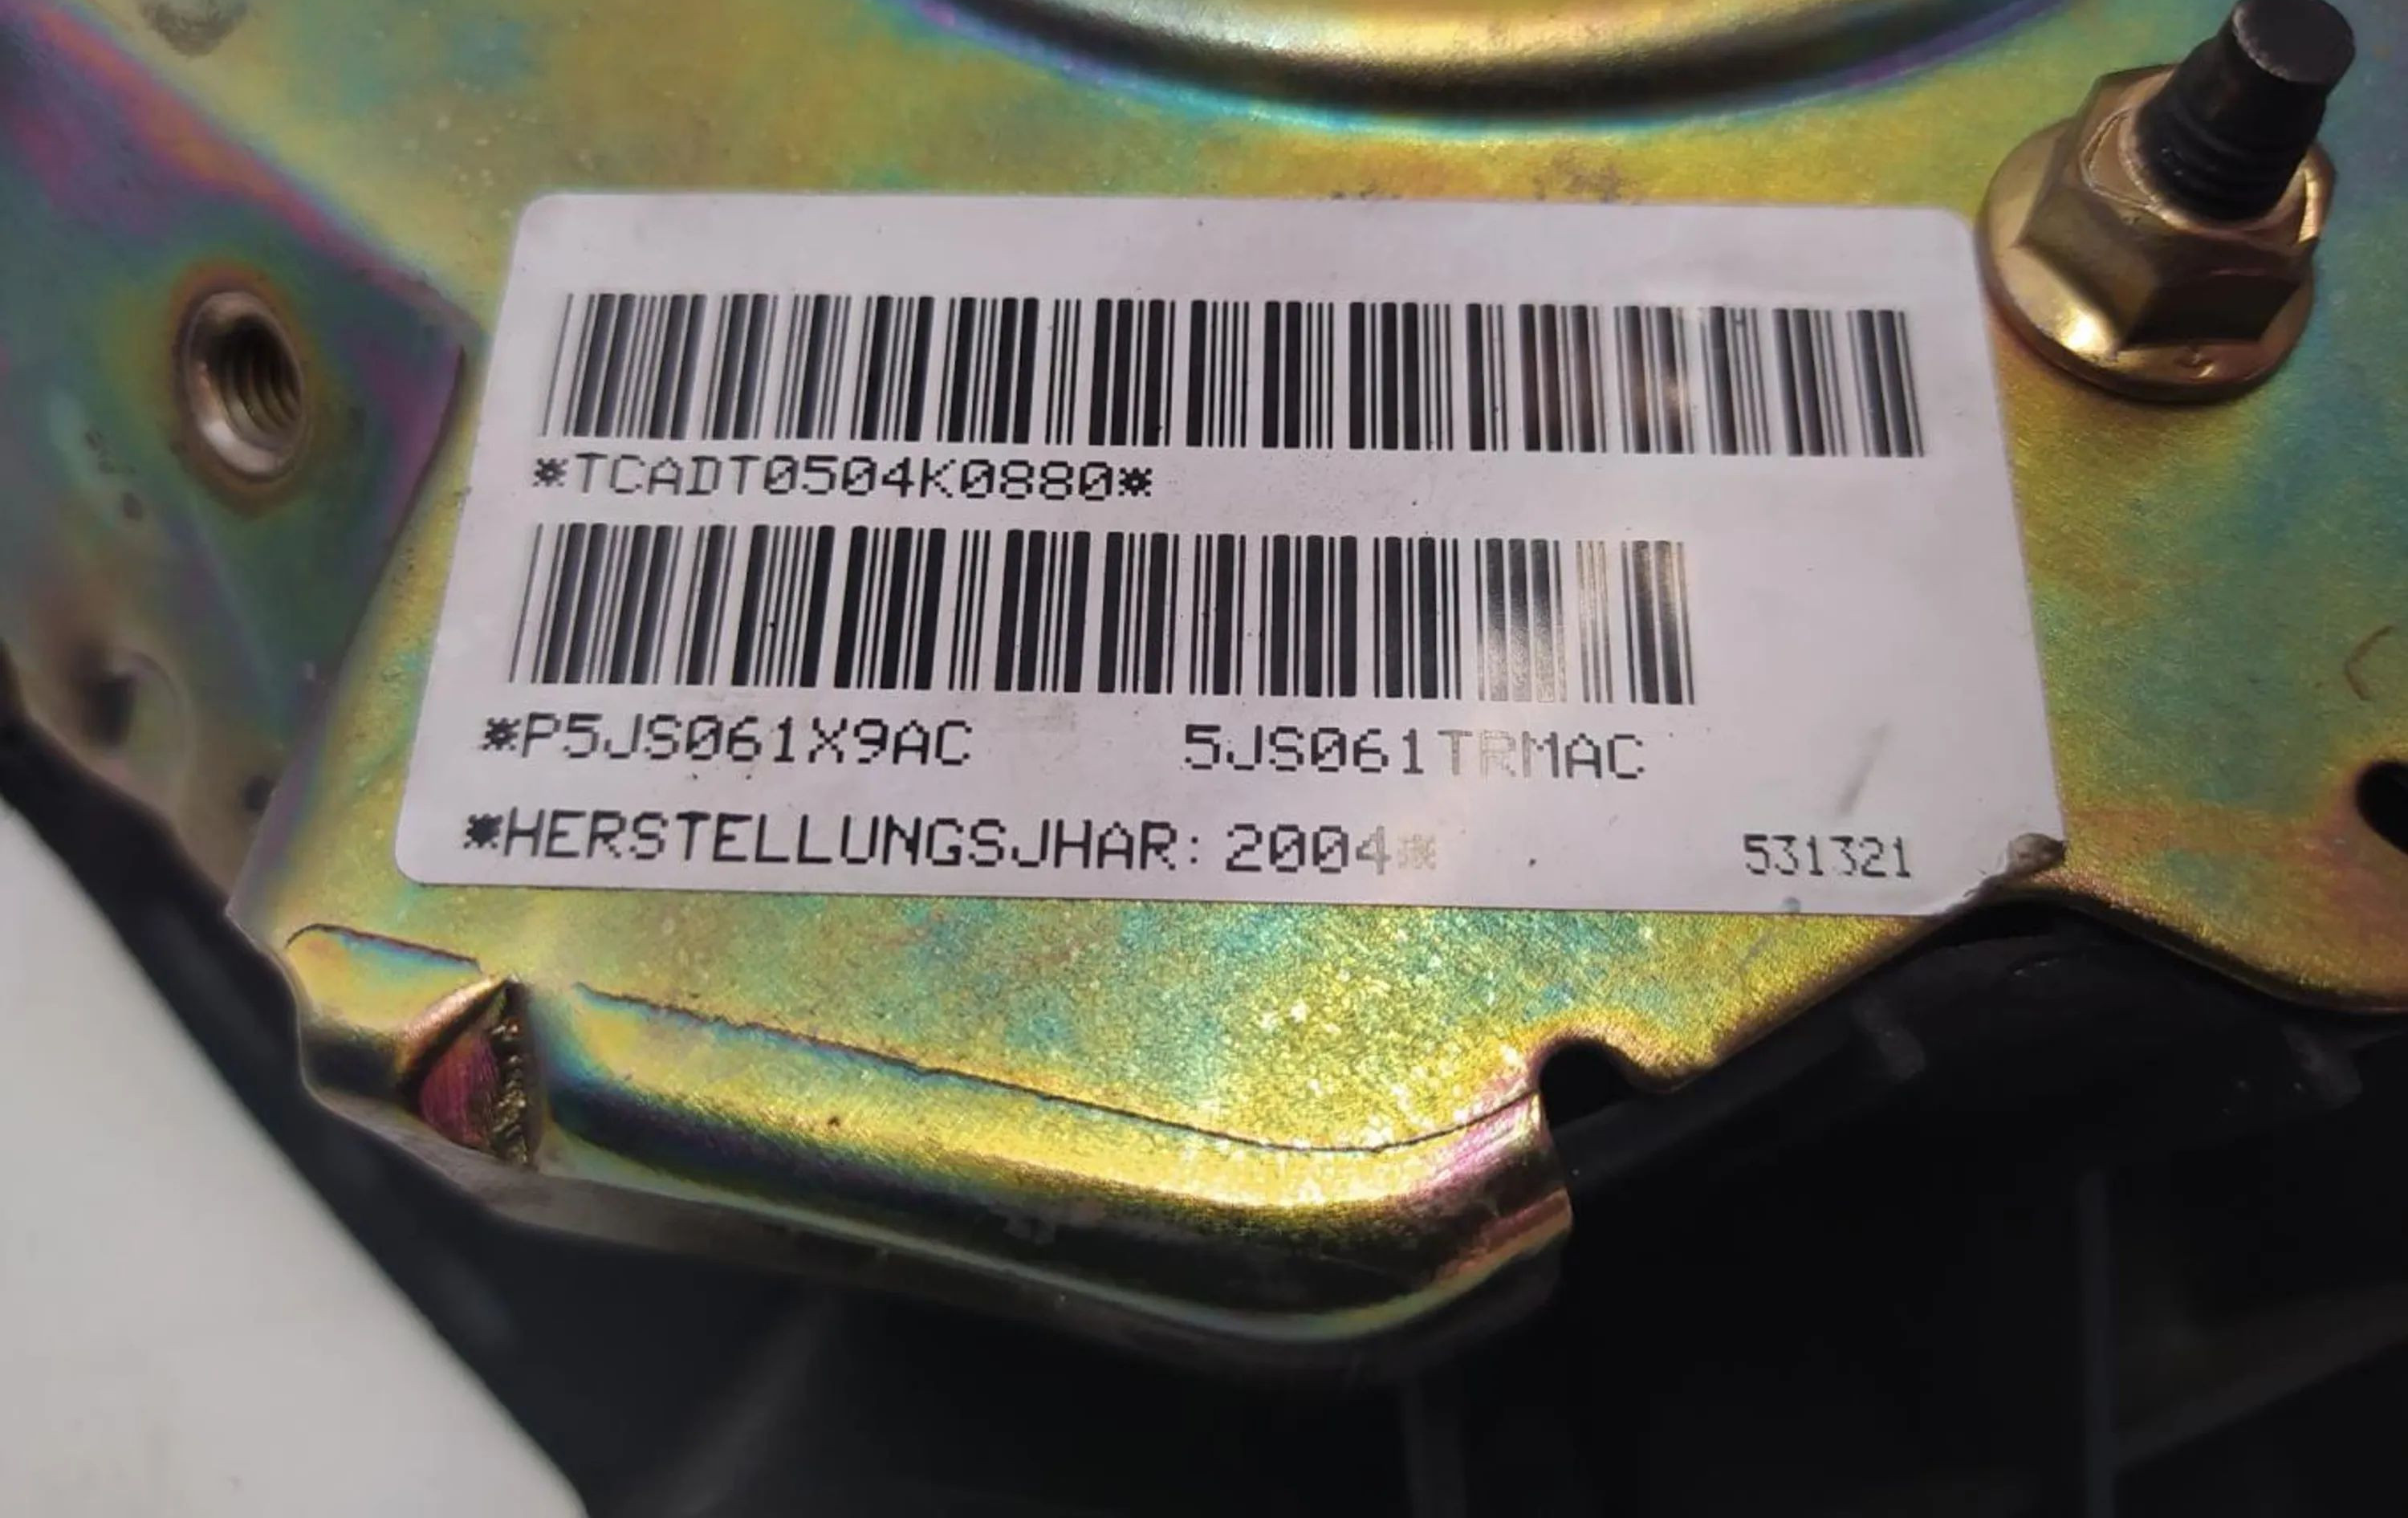 *TCADT0504K0880*
*P5JS061X9AC 5JS061TRMAC
*HERSTELLUNGSJHAR: 2004* 531321